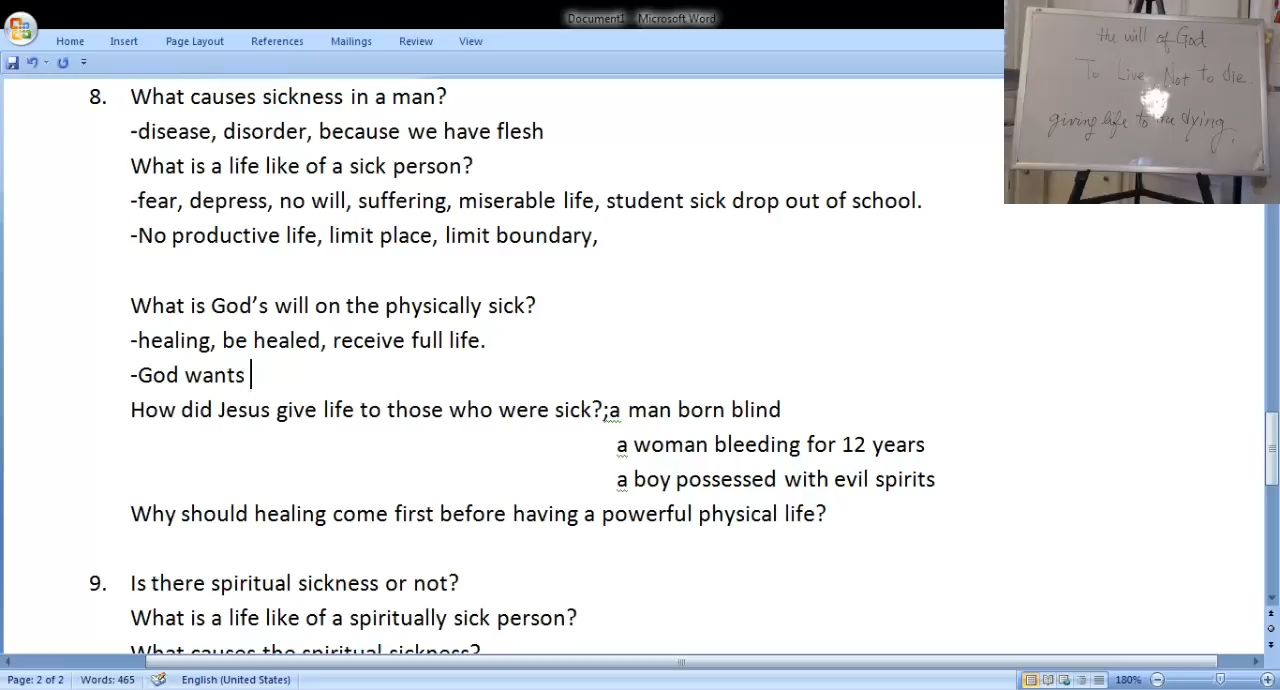 Document1 - Microsoft Word
Home Insert Page Layout References Mailings Review View
the will of God
To Live Not to die
giving life to the dying.
8. What causes sickness in a man?
-disease, disorder, because we have flesh
What is a life like of a sick person?
-fear, depress, no will, suffering, miserable life, student sick drop out of school.
-No productive life, limit place, limit boundary,
What is God’s will on the physically sick?
-healing, be healed, receive full life.
-God wants
How did Jesus give life to those who were sick?;a man born blind
a woman bleeding for 12 years
a boy possessed with evil spirits
Why should healing come first before having a powerful physical life?
9. Is there spiritual sickness or not?
What is a life like of a spiritually sick person?
What causes the spiritual sickness?
Page: 2 of 2 Words: 465 English (United States) 180%